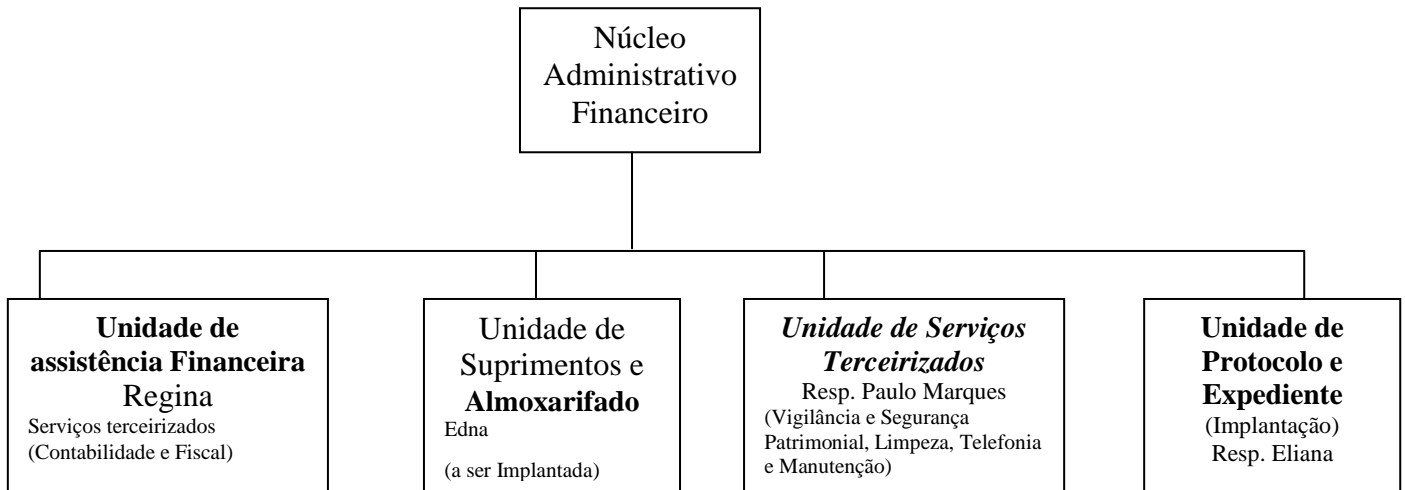 Núcleo
Administrativo
Financeiro
Unidade de
assistência Financeira
Regina
Serviços terceirizados
(Contabilidade e Fiscal)
Unidade de
Suprimentos e
Almoxarifado
Edna
(a ser Implantada)
Unidade de Serviços
Terceirizados
Resp. Paulo Marques
(Vigilância e Segurança
Patrimonial, Limpeza, Telefonia
e Manutenção)
Unidade de
Protocolo e
Expediente
(Implantação)
Resp. Eliana